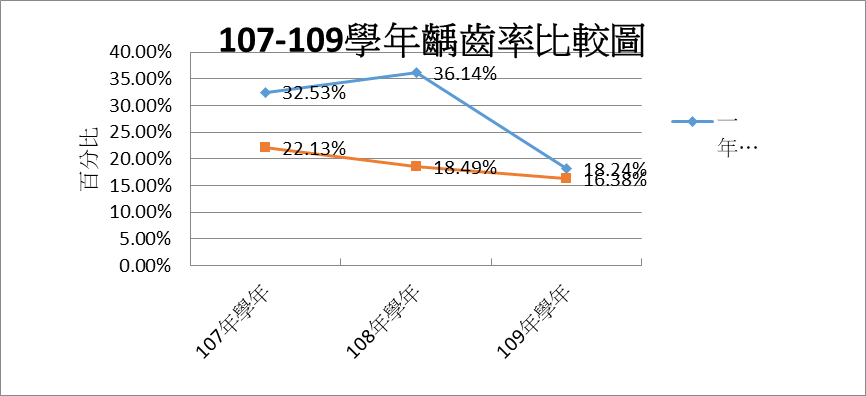 107-109學年齲齒率比較圖
40.00%
35.00%
30.00%
25.00%
20.00%
15.00%
10.00%
5.00%
0.00%
百分比
32.53%
36.14%
18.24%
22.13%
18.49%
16.38%
107年學年
108年學年
109年學年
一
年…